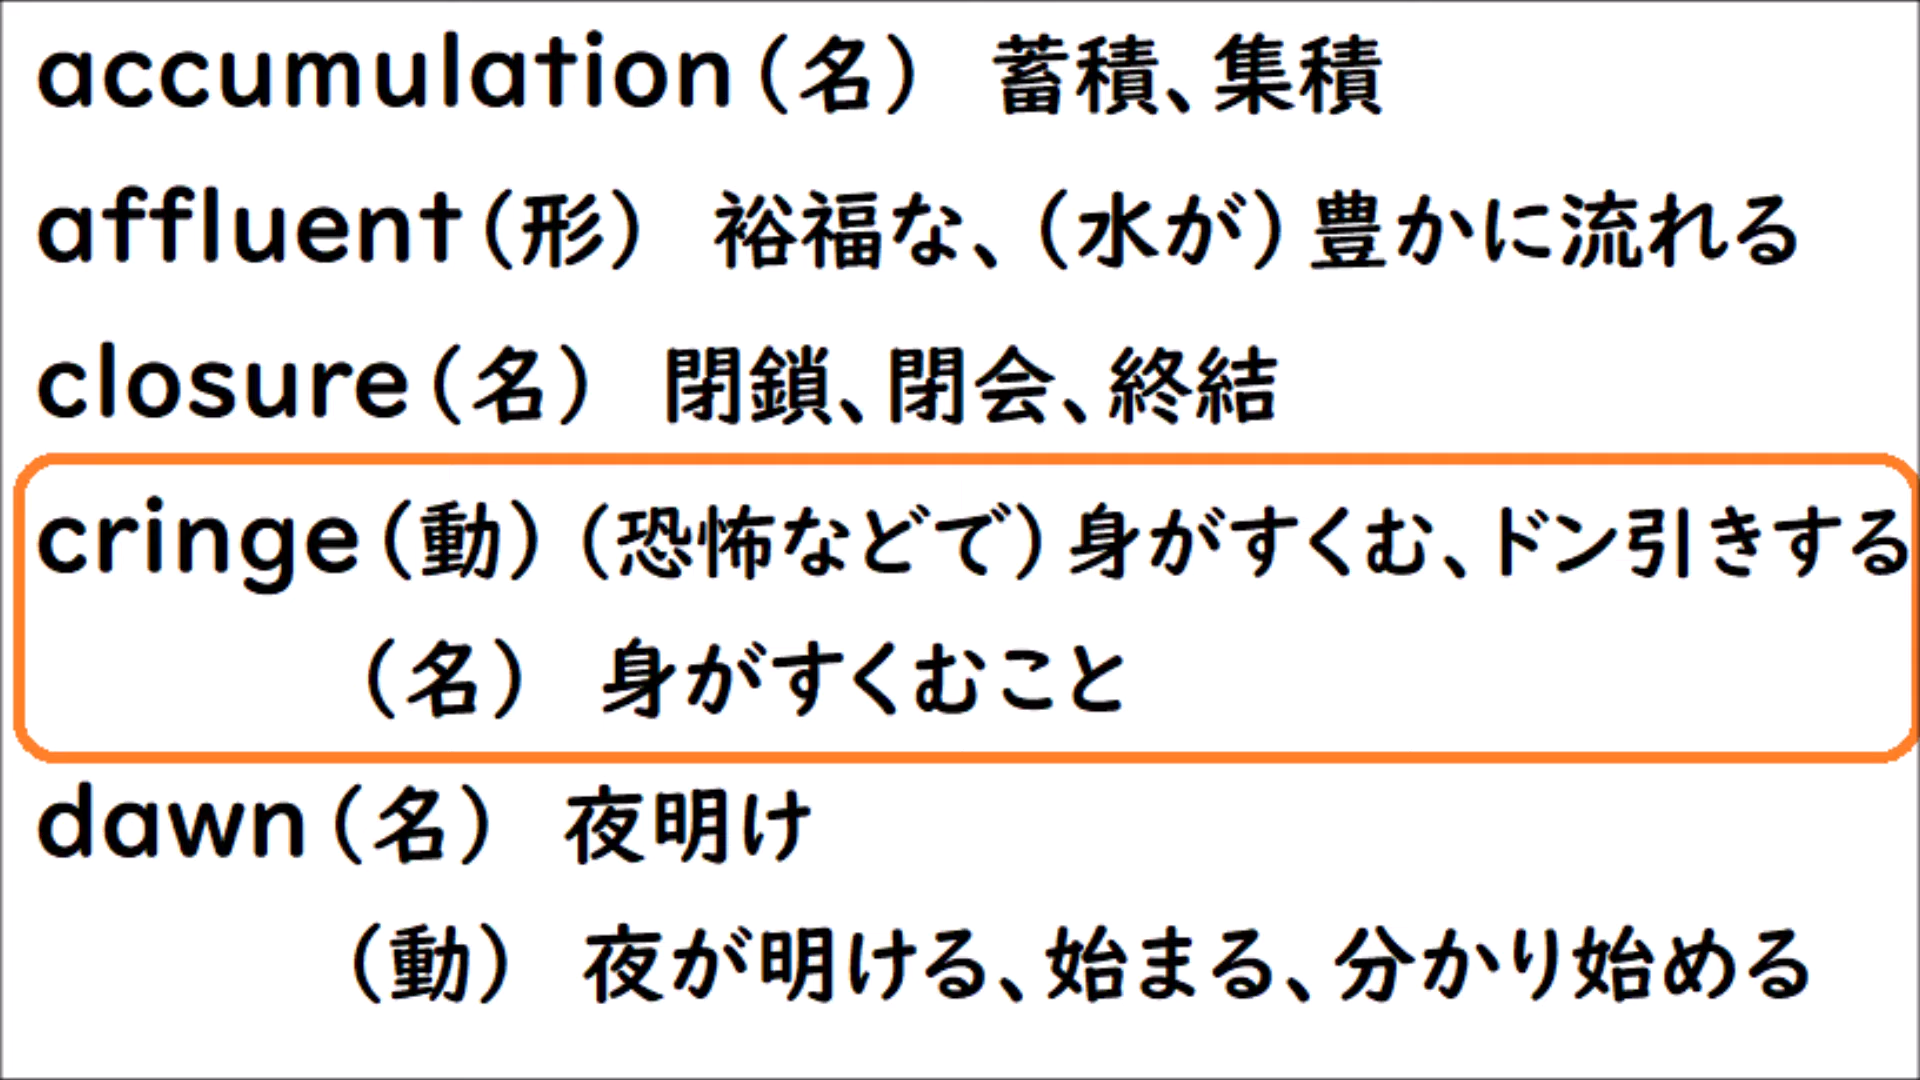 accumulation（名） 蓄積、集積
affluent（形） 裕福な、（水が）豊かに流れる
closure（名） 閉鎖、閉会、終結
cringe（動）（恐怖などで）身がすくむ、ドン引きする
（名） 身がすくむこと
dawn（名） 夜明け
（動） 夜が明ける、始まる、分かり始める